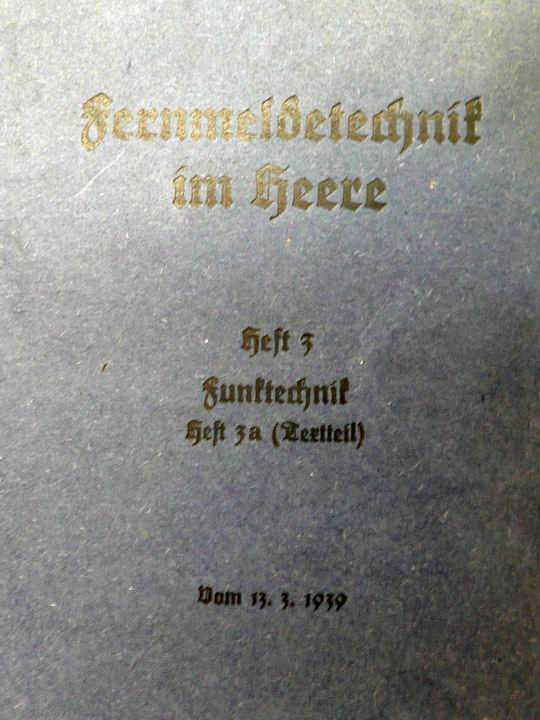 Fernmeldetechnik
im Heere
Heft 3
Funktechnik
Heft 3a (Textteil)
Vom 13. 3. 1939